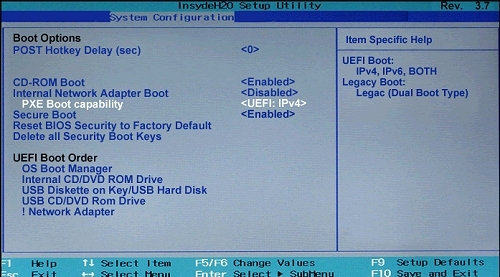 InsydeH2O Setup Utility Rev. 3.7
System Configuration
Boot Options
POST Hotkey Delay (sec) <0>
CD-ROM Boot <Enabled>
Internal Network Adapter Boot <Disabled>
PXE Boot capability <UEFI: IPv4>
Secure Boot <Enabled>
Reset BIOS Security to Factory Default
Delete all Security Boot Keys
UEFI Boot Order
OS Boot Manager
Internal CD/DVD ROM Drive
USB Diskette on Key/USB Hard Disk
USB CD/DVD Rom Drive
! Network Adapter
Item Specific Help
UEFI Boot:
IPv4, IPv6, BOTH
Legacy Boot:
Legac (Dual Boot Type)
F1 Help ↑↓ Select Item F5/F6 Change Values F9 Setup Defaults
Esc Exit ↔ Select Menu Enter Select ▶ SubMenu F10 Save and Exit